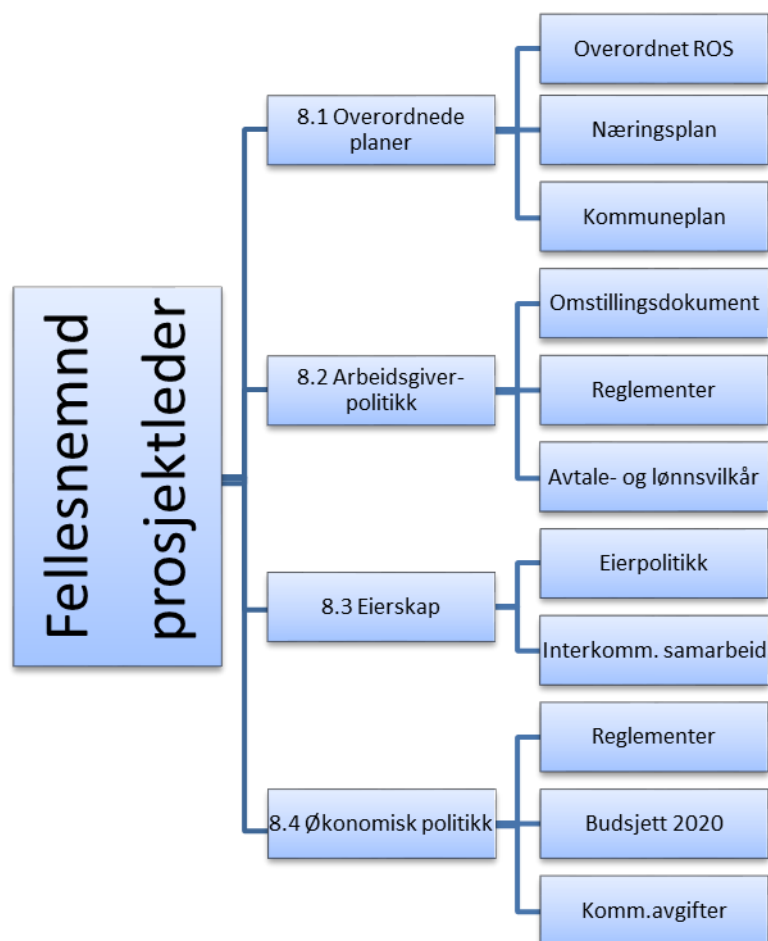 Fellesnemnd
prosjektleder
8.1 Overordnede
planer
Overordnet ROS
Næringsplan
Kommuneplan
8.2 Arbeidsgiver-
politikk
Omstillingsdokument
Reglementer
Avtale- og lønnsvilkår
8.3 Eierskap
Eierpolitikk
Interkomm. samarbeid
8.4 Økonomisk politikk
Reglementer
Budsjett 2020
Komm.avgifter